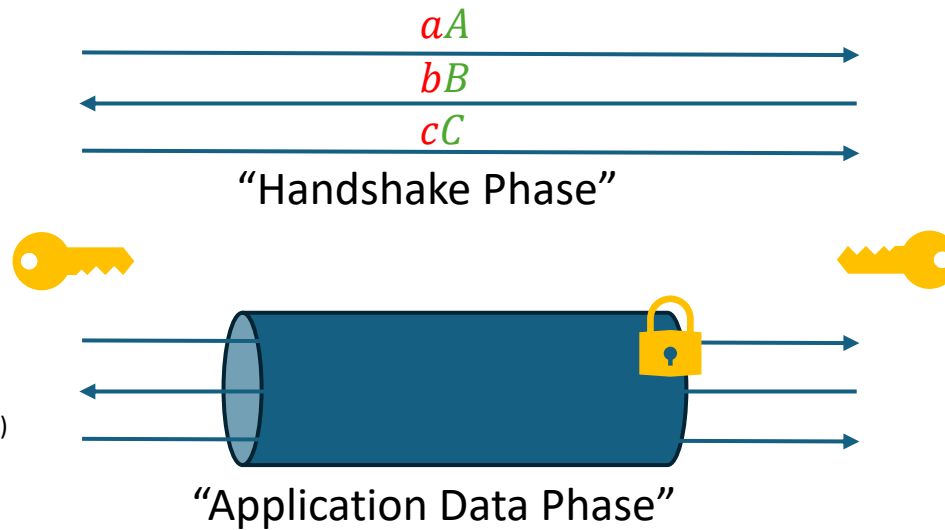 aA
bB
cC
“Handshake Phase”
)
“Application Data Phase”